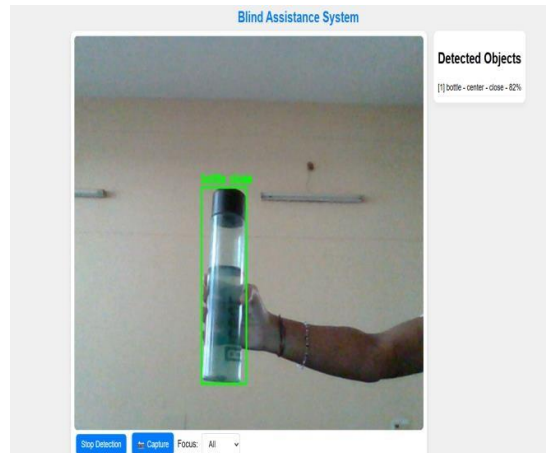 Blind Assistance System
Detected Objects
[1] bottle - center - close - 82%
Stop Detection
Capture
Focus:
All